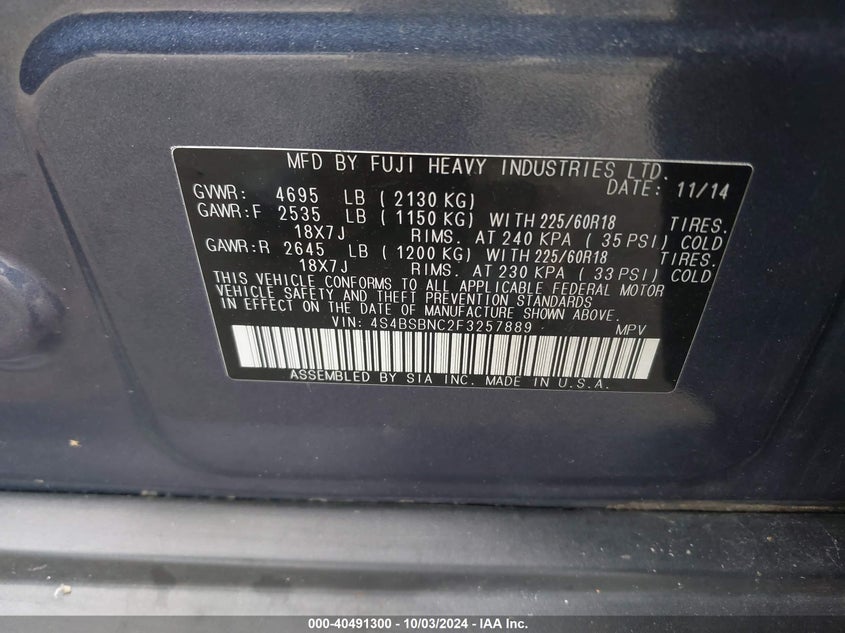 MFD BY FUJI HEAVY INDUSTRIES LTD.
DATE: 11/14
GVWR: 4695 LB ( 2130 KG)
GAWR:F 2535 LB ( 1150 KG) WITH 225/60R18 TIRES.
18X7J RIMS. AT 240 KPA ( 35 PSI) COLD
GAWR:R 2645 LB ( 1200 KG) WITH 225/60R18 TIRES.
18X7J RIMS. AT 230 KPA ( 33 PSI) COLD
THIS VEHICLE CONFORMS TO ALL APPLICABLE FEDERAL MOTOR
VEHICLE SAFETY AND THEFT PREVENTION STANDARDS
IN EFFECT ON THE DATE OF MANUFACTURE SHOWN ABOVE.
VIN: 4S4BSBNC2F3257889 MPV
ASSEMBLED BY SIA INC. MADE IN U.S.A.
000-40491300 - 10/03/2024 - IAA Inc.